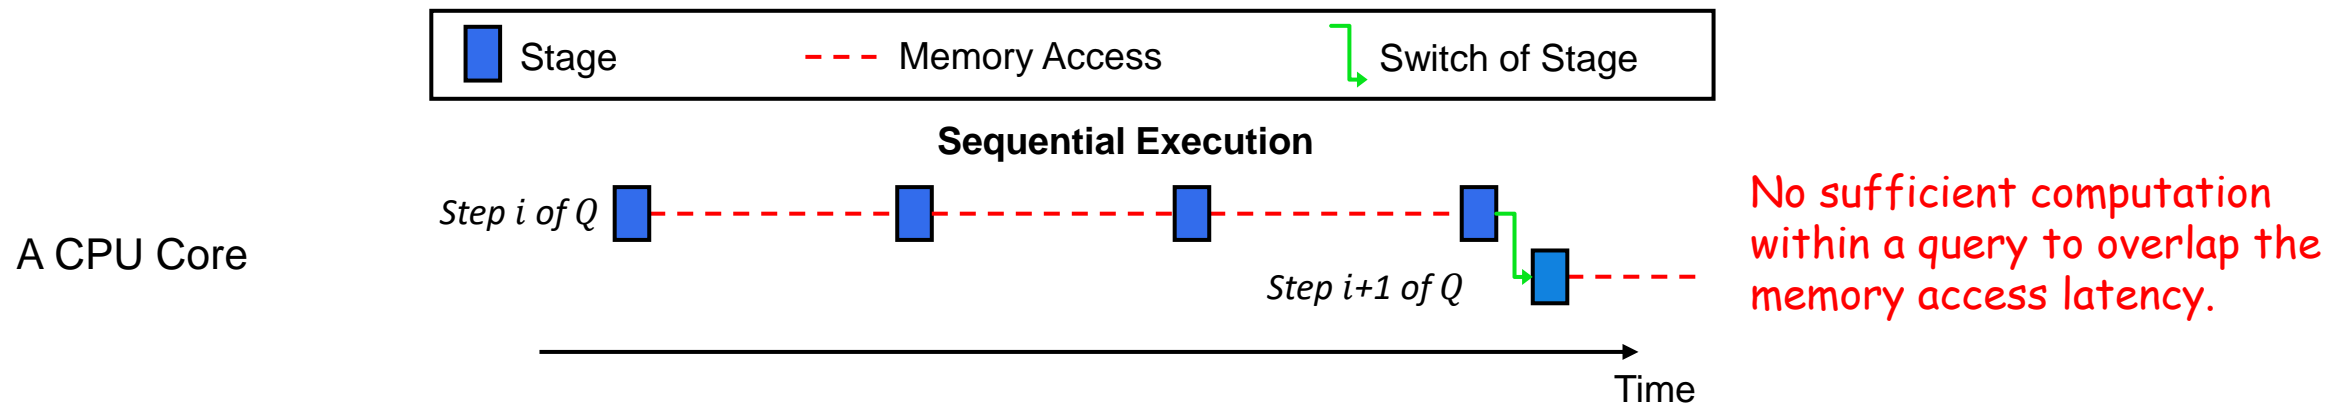 Stage
Memory Access
Switch of Stage
Sequential Execution
Step i of Q
No sufficient computation
within a query to overlap the
memory access latency.
A CPU Core
Step i+1 of Q
Time